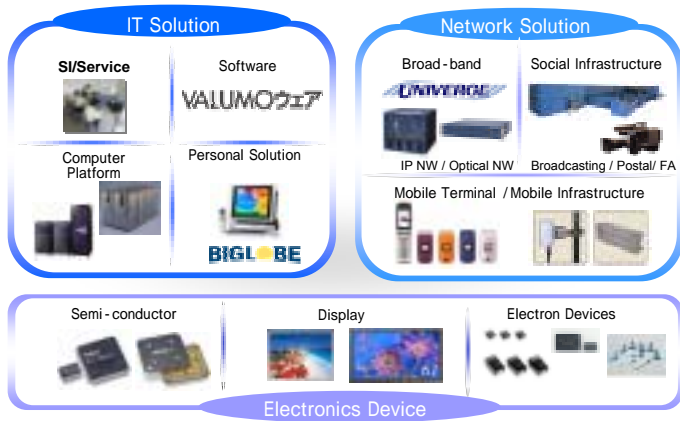 IT Solution
SI/Service
Software
VALUMOウェア
Computer
Platform
Personal Solution
BIGLOBE
Network Solution
Broad-band
Social Infrastructure
UNIVERGE
IP NW / Optical NW
Broadcasting / Postal/ FA
Mobile Terminal / Mobile Infrastructure
Semi-conductor
Display
Electron Devices
Electronics Device